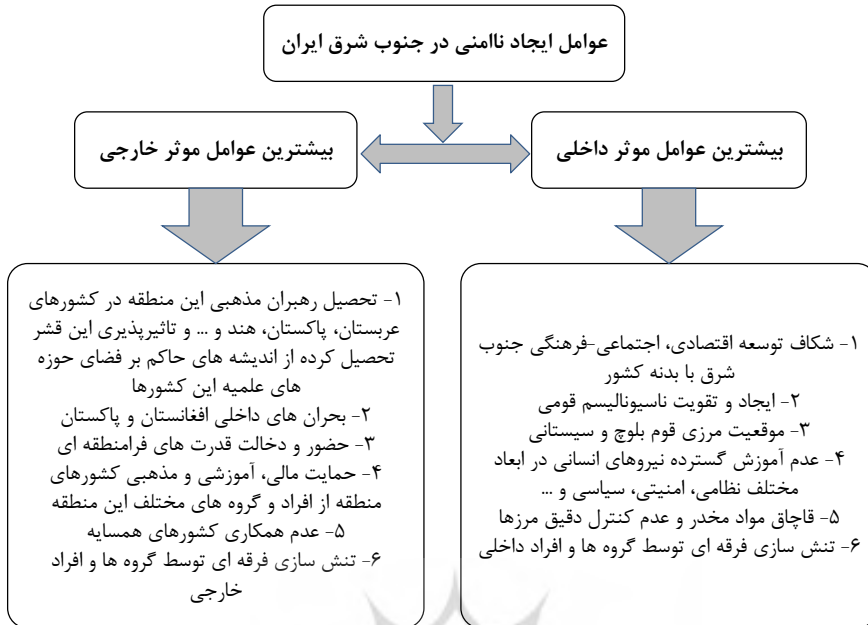 عوامل ایجاد ناامنی در جنوب شرق ایران
بیشترین عوامل موثر داخلی
بیشترین عوامل موثر خارجی
۱- شکاف توسعه اقتصادی، اجتماعی-فرهنگی جنوب
شرق با بدنه کشور
۲- ایجاد و تقویت ناسیونالیسم قومی
۳- موقعیت مرزی قوم بلوچ و سیستانی
۴- عدم آموزش گسترده نیروهای انسانی در ابعاد
مختلف نظامی، امنیتی، سیاسی و ...
۵- قاچاق مواد مخدر و عدم کنترل دقیق مرزها
۶- تنش سازی فرقه ای توسط گروه ها و افراد داخلی
۱- تحصیل رهبران مذهبی این منطقه در کشورهای
عربستان، پاکستان، هند و ... و تاثیرپذیری این قشر
تحصیل کرده از اندیشه های حاکم بر فضای حوزه
های علمیه این کشورها
۲- بحران های داخلی افغانستان و پاکستان
۳- حضور و دخالت قدرت های فرامنطقه ای
۴- حمایت مالی، آموزشی و مذهبی کشورهای
منطقه از افراد و گروه های مختلف این منطقه
۵- عدم همکاری کشورهای همسایه
۶- تنش سازی فرقه ای توسط گروه ها و افراد
خارجی